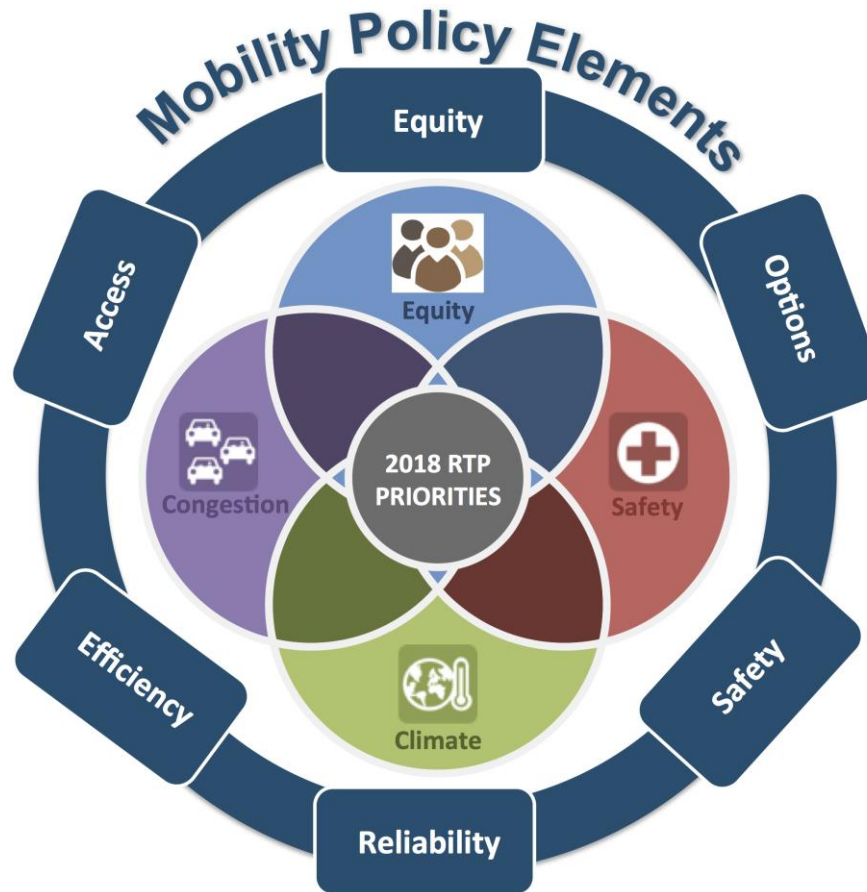 Mobility Policy Elements
Equity
Options
Safety
Reliability
Efficiency
Access
Equity
Congestion
2018 RTP
PRIORITIES
Safety
Climate